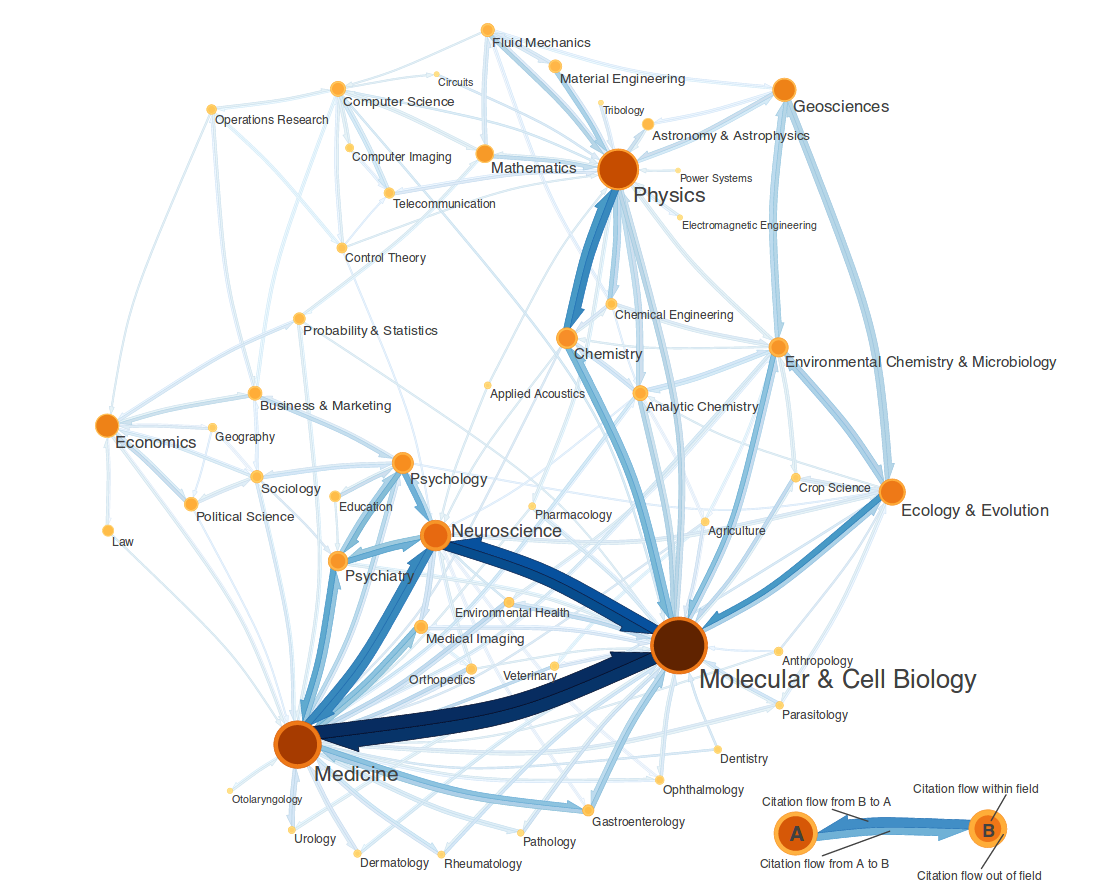 Fluid Mechanics
Material Engineering
Circuits
Computer Science
Geosciences
Tribology
Operations Research
Astronomy & Astrophysics
Computer Imaging
Mathematics
Power Systems
Physics
Telecommunication
Electromagnetic Engineering
Control Theory
Chemical Engineering
Probability & Statistics
Chemistry
Environmental Chemistry & Microbiology
Applied Acoustics
Business & Marketing
Analytic Chemistry
Geography
Economics
Psychology
Sociology
Crop Science
Education
Political Science
Pharmacology
Ecology & Evolution
Neuroscience
Agriculture
Law
Psychiatry
Environmental Health
Medical Imaging
Anthropology
Orthopedics
Veterinary
Molecular & Cell Biology
Parasitology
Dentistry
Medicine
Ophthalmology
Otolaryngology
Gastroenterology
Urology
Pathology
Dermatology
Rheumatology
Citation flow from B to A
Citation flow within field
A
B
Citation flow from A to B
Citation flow out of field